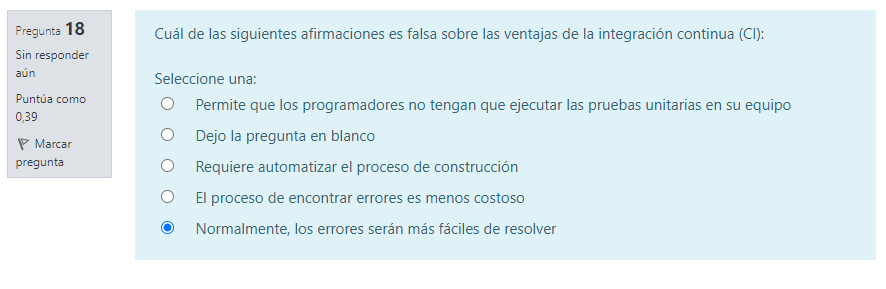 Pregunta 18
Sin responder
aún
Puntúa como
0,39
Marcar
pregunta
Cuál de las siguientes afirmaciones es falsa sobre las ventajas de la integración continua (CI):
Seleccione una:
Permite que los programadores no tengan que ejecutar las pruebas unitarias en su equipo
Dejo la pregunta en blanco
Requiere automatizar el proceso de construcción
El proceso de encontrar errores es menos costoso
Normalmente, los errores serán más fáciles de resolver